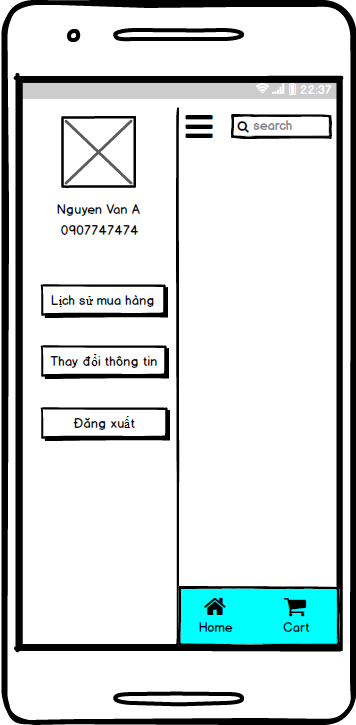 22:37
search
Nguyen Van A
0907747474
Lịch sử mua hàng
Thay đổi thông tin
Đăng xuất
Home
Cart